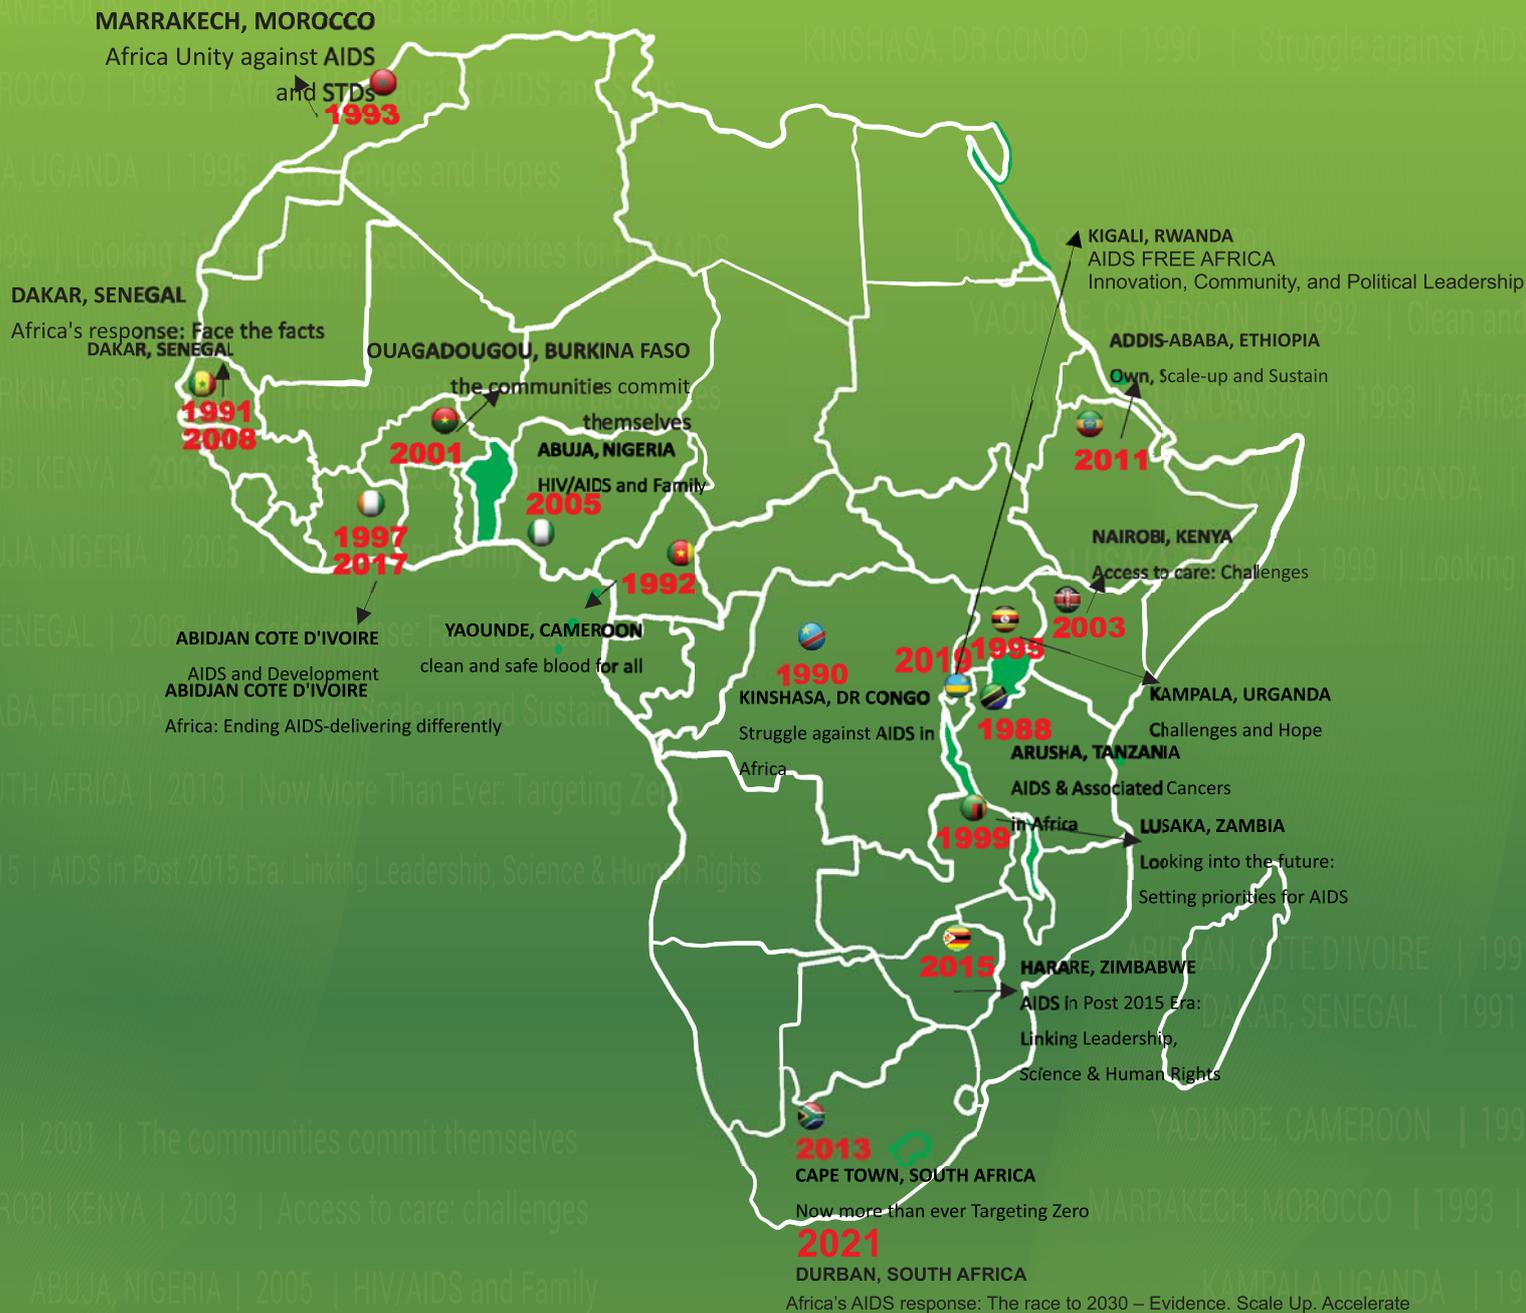 MARRAKECH, MOROCCO
Africa Unity against AIDS
and STDs
1993
KIGALI, RWANDA
AIDS FREE AFRICA
Innovation, Community, and Political Leadership
DAKAR, SENEGAL
Africa's response: Face the facts
DAKAR, SENEGAL
1991
2008
OUAGADOUGOU, BURKINA FASO
the communities commit
themselves
2001
ADDIS-ABABA, ETHIOPIA
Own, Scale-up and Sustain
2011
ABUJA, NIGERIA
HIV/AIDS and Family
2005
1997
2017
ABIDJAN COTE D'IVOIRE
AIDS and Development
ABIDJAN COTE D'IVOIRE
Africa: Ending AIDS-delivering differently
1992
YAOUNDE, CAMEROON
clean and safe blood for all
NAIROBI, KENYA
Access to care: Challenges
2003
1990
KINSHASA, DR CONGO
Struggle against AIDS in
Africa
2019
1995
KAMPALA, URGANDA
Challenges and Hope
1988
ARUSHA, TANZANIA
AIDS & Associated Cancers
in Africa
1999
LUSAKA, ZAMBIA
Looking into the future:
Setting priorities for AIDS
2015
HARARE, ZIMBABWE
AIDS in Post 2015 Era:
Linking Leadership,
Science & Human Rights
2013
CAPE TOWN, SOUTH AFRICA
Now more than ever Targeting Zero
2021
DURBAN, SOUTH AFRICA
Africa's AIDS response: The race to 2030 – Evidence. Scale Up. Accelerate